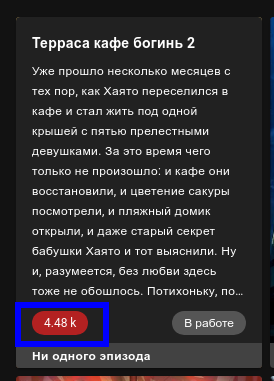 Терраса кафе богинь 2
Уже прошло несколько месяцев с
тех пор, как Хаято переселился в
кафе и стал жить под одной
крышей с пятью прелестными
девушками. За это время чего
только не произошло: и кафе они
восстановили, и цветение сакуры
посмотрели, и пляжный домик
открыли, и даже старый секрет
бабушки Хаято и тот выяснили. Ну
и, разумеется, без любви здесь
тоже не обошлось. Потихоньку, по...
4.48 k
В работе
Ни одного эпизода